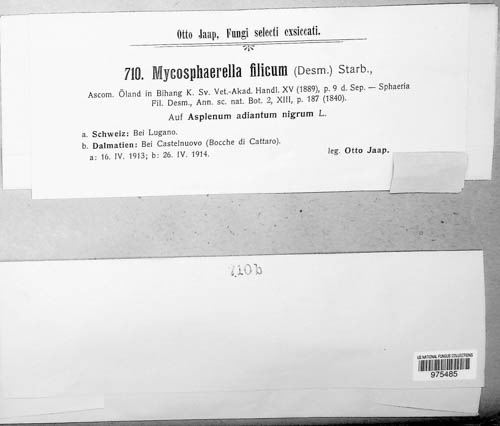 Otto Jaap, Fungi selecti exsiccati.
710. Mycosphaerella filicum (Desm.) Starb.,
Ascom. Öland in Bihang K. Sv. Vet.-Akad. Handl. XV (1889), p. 9 d. Sep. — Sphaeria
Fil. Desm., Ann. sc. nat. Bot. 2, XIII, p. 187 (1840).
Auf Asplenum adiantum nigrum L.
a. Schweiz: Bei Lugano.
b. Dalmatien: Bei Castelnuovo (Bocche di Cattaro).
a: 16. IV. 1913; b: 26. IV. 1914.
leg. Otto Jaap.
710b
US NATIONAL FUNGUS COLLECTIONS
975485